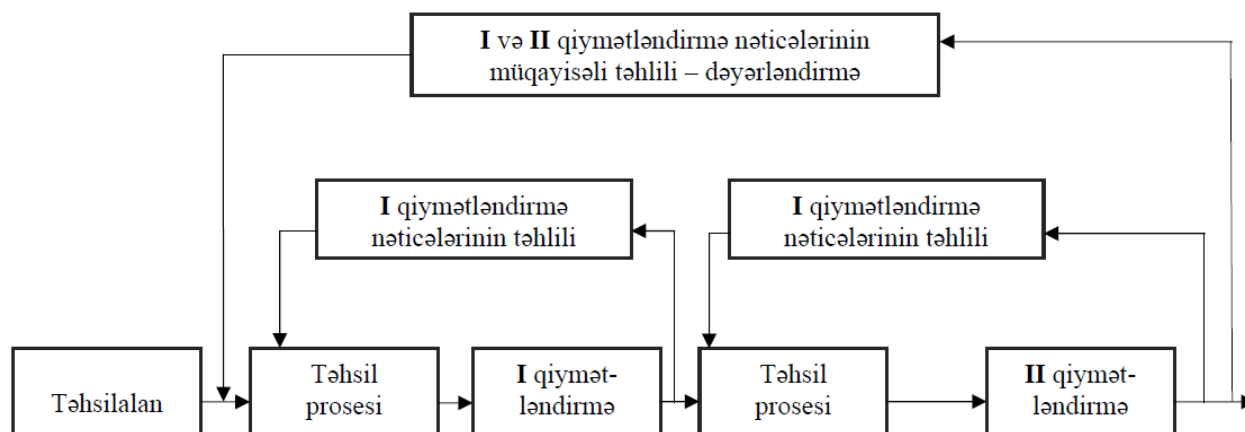 I və II qiymətləndirmə nəticələrinin
müqayisəli təhlili – dəyərləndirmə
I qiymətləndirmə
nəticələrinin təhlili
I qiymətləndirmə
nəticələrinin təhlili
Təhsilalan
Təhsil
prosesi
I qiymət-
ləndirmə
Təhsil
prosesi
II qiymət-
ləndirmə